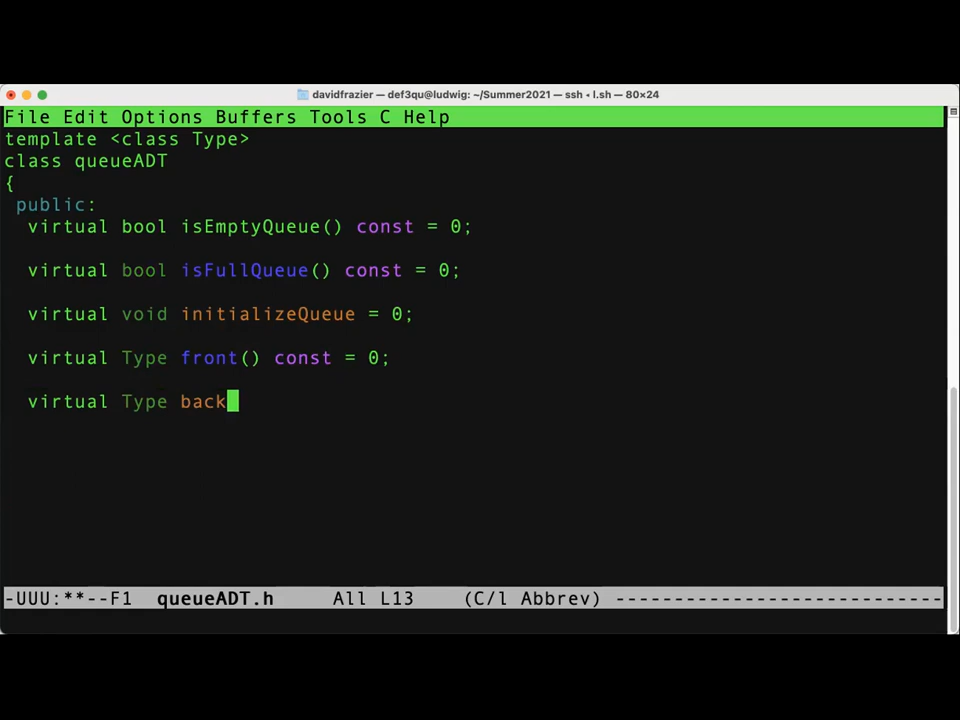 davidfrazier — def3qu@ludwig: ~/Summer2021 — ssh ‹ l.sh — 80×24
File Edit Options Buffers Tools C Help
template <class Type>
class queueADT
{
public:
virtual bool isEmptyQueue() const = 0;
virtual bool isFullQueue() const = 0;
virtual void initializeQueue = 0;
virtual Type front() const = 0;
virtual Type back
-UUU:**--F1 queueADT.h All L13 (C/l Abbrev) ----------------------------